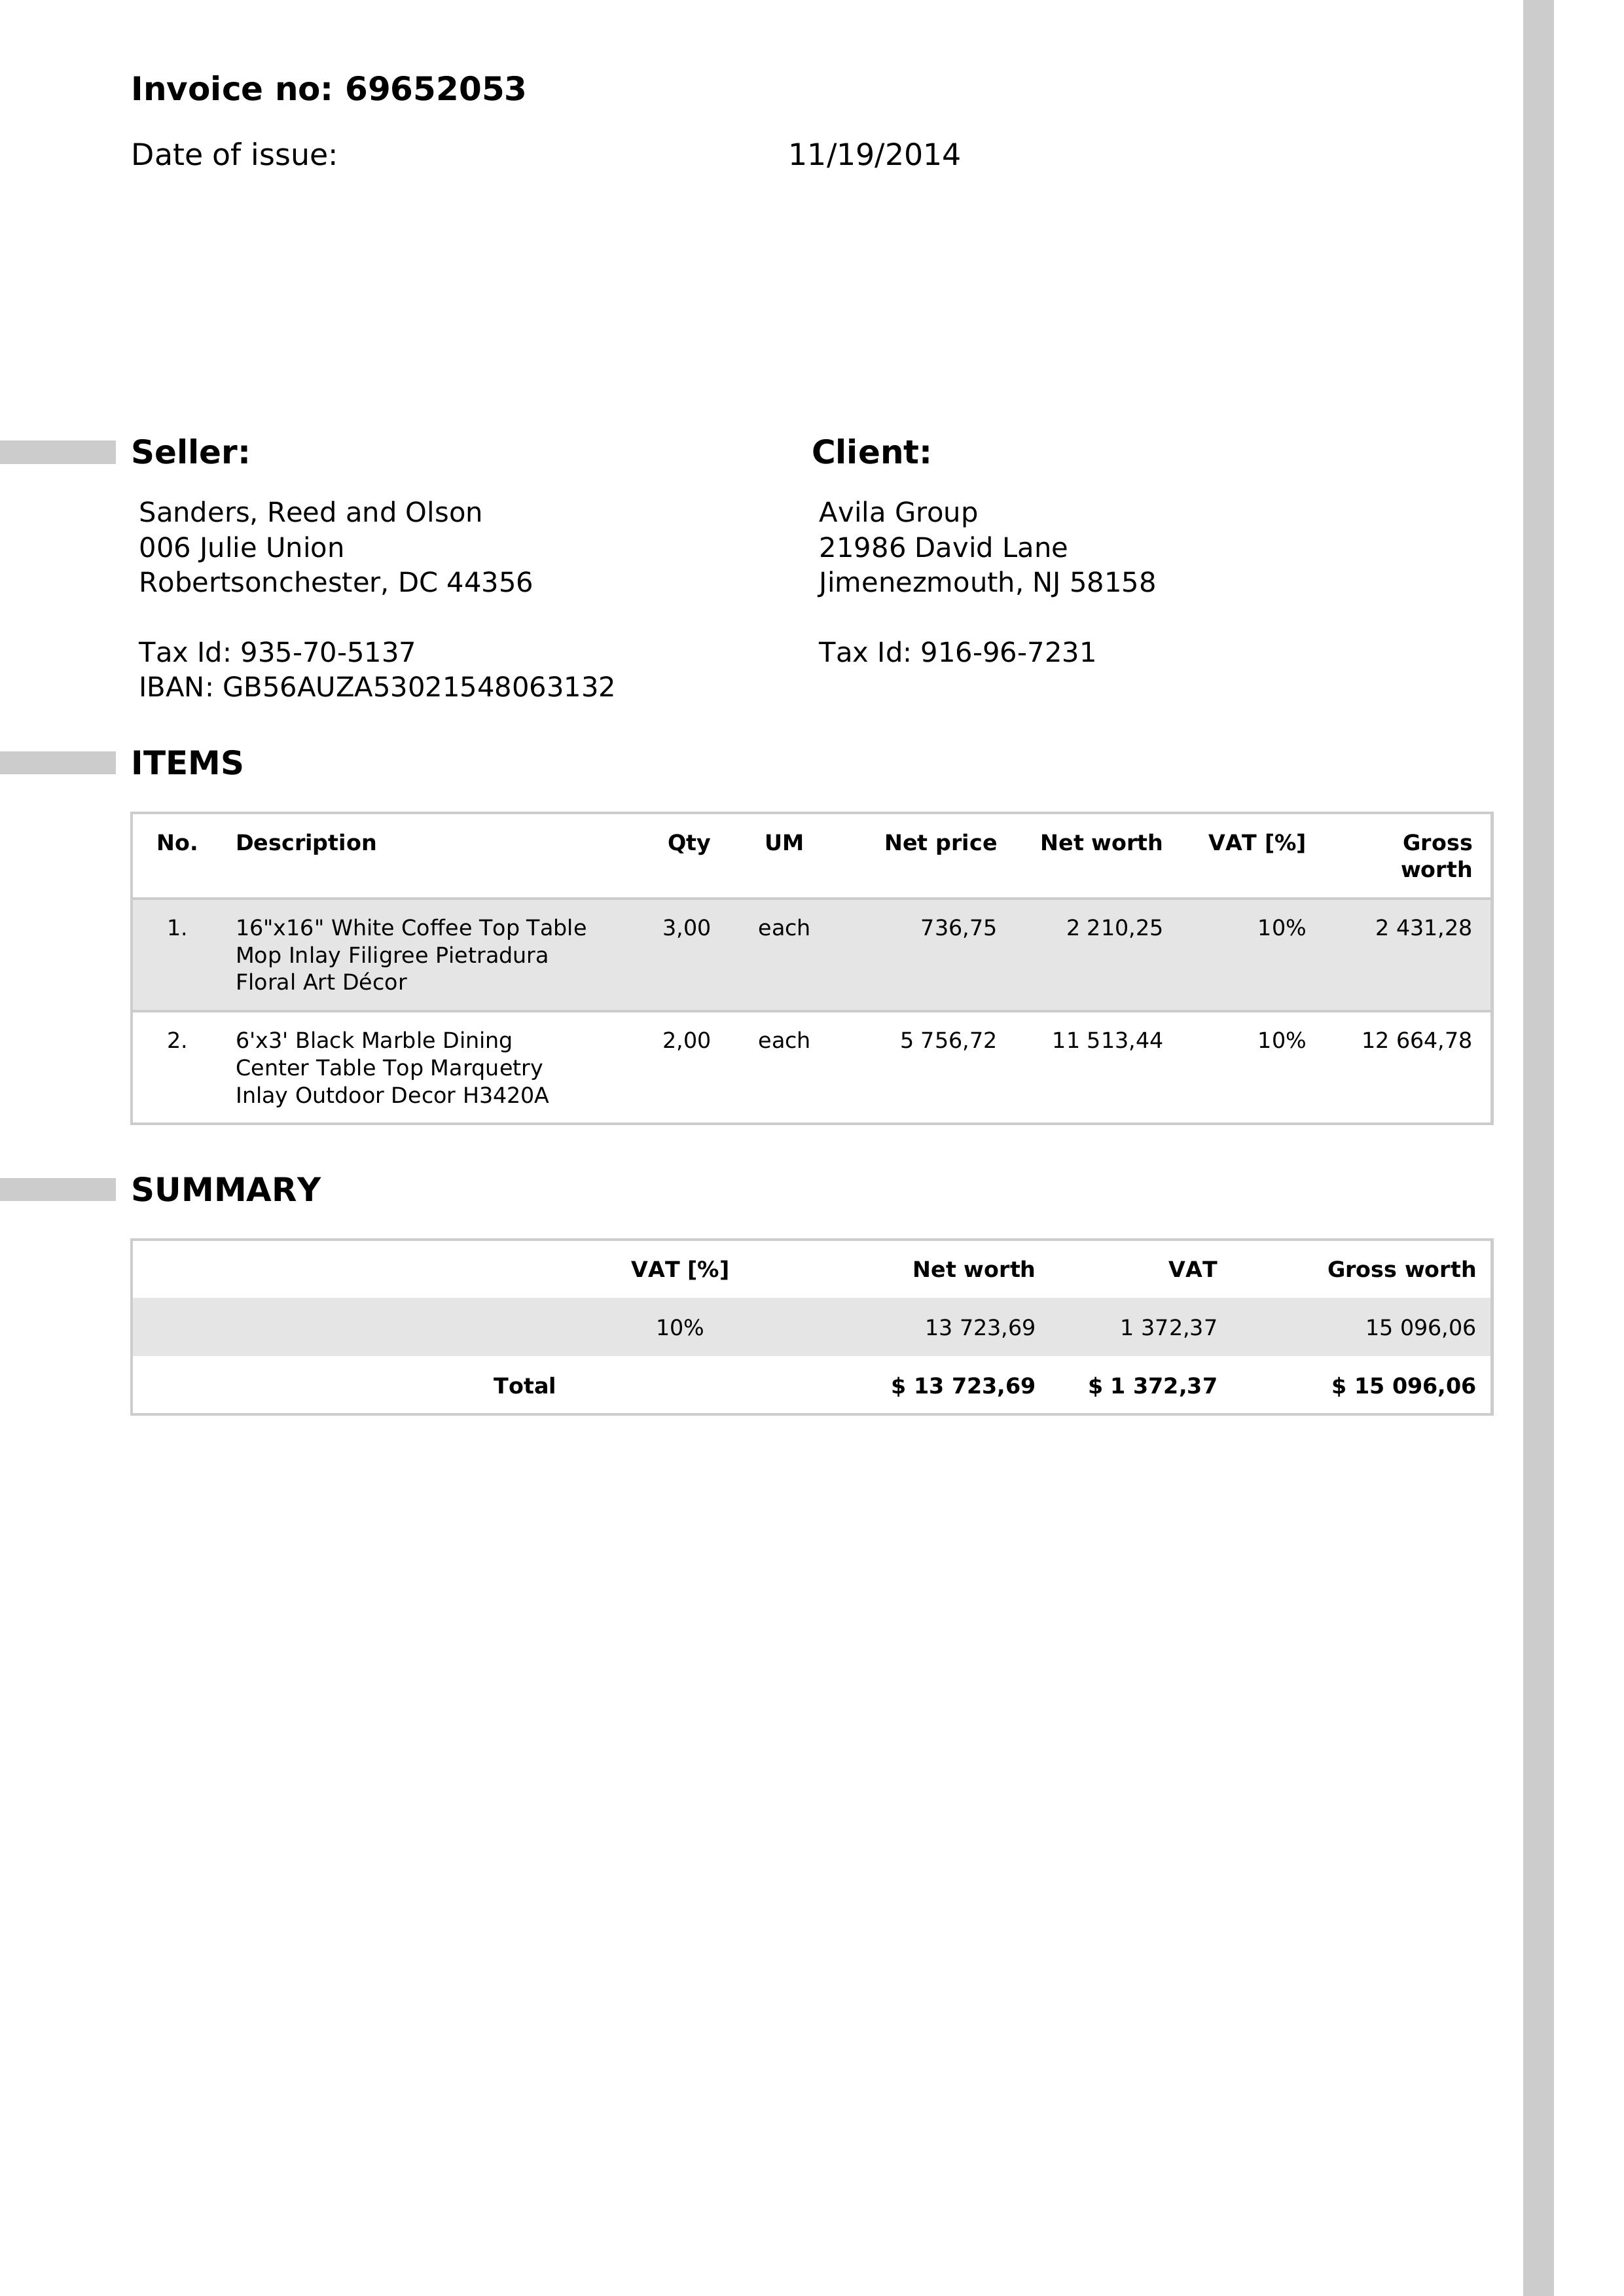 Invoice no: 69652053
Date of issue: 11/19/2014
Seller:
Sanders, Reed and Olson
006 Julie Union
Robertsonchester, DC 44356
Tax Id: 935-70-5137
IBAN: GB56AUZA53021548063132
Client:
Avila Group
21986 David Lane
Jimenezmouth, NJ 58158
Tax Id: 916-96-7231
ITEMS
No. Description Qty UM Net price Net worth VAT [%] Gross
worth
1. 16"x16" White Coffee Top Table 3,00 each 736,75 2 210,25 10% 2 431,28
Mop Inlay Filigree Pietradura
Floral Art Décor
2. 6'x3' Black Marble Dining 2,00 each 5 756,72 11 513,44 10% 12 664,78
Center Table Top Marquetry
Inlay Outdoor Decor H3420A
SUMMARY
VAT [%] Net worth VAT Gross worth
10% 13 723,69 1 372,37 15 096,06
Total $ 13 723,69 $ 1 372,37 $ 15 096,06